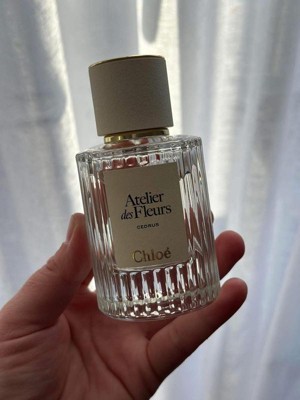 Atelier
des Fleurs
CEDRUS
Chloé